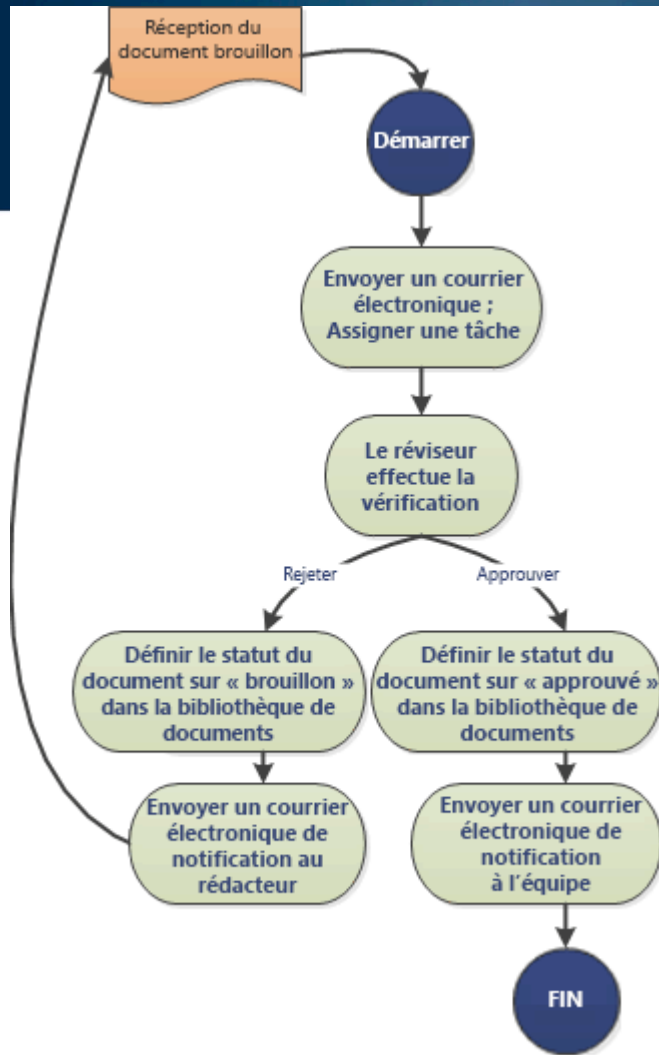 Réception du
document brouillon
Démarrer
Envoyer un courrier
électronique ;
Assigner une tâche
Le réviseur
effectue la
vérification
Rejeter
Approuver
Définir le statut du
document sur « brouillon »
dans la bibliothèque de
documents
Définir le statut du
document sur « approuvé »
dans la bibliothèque de
documents
Envoyer un courrier
électronique de
notification au
rédacteur
Envoyer un courrier
électronique de
notification
à l'équipe
FIN